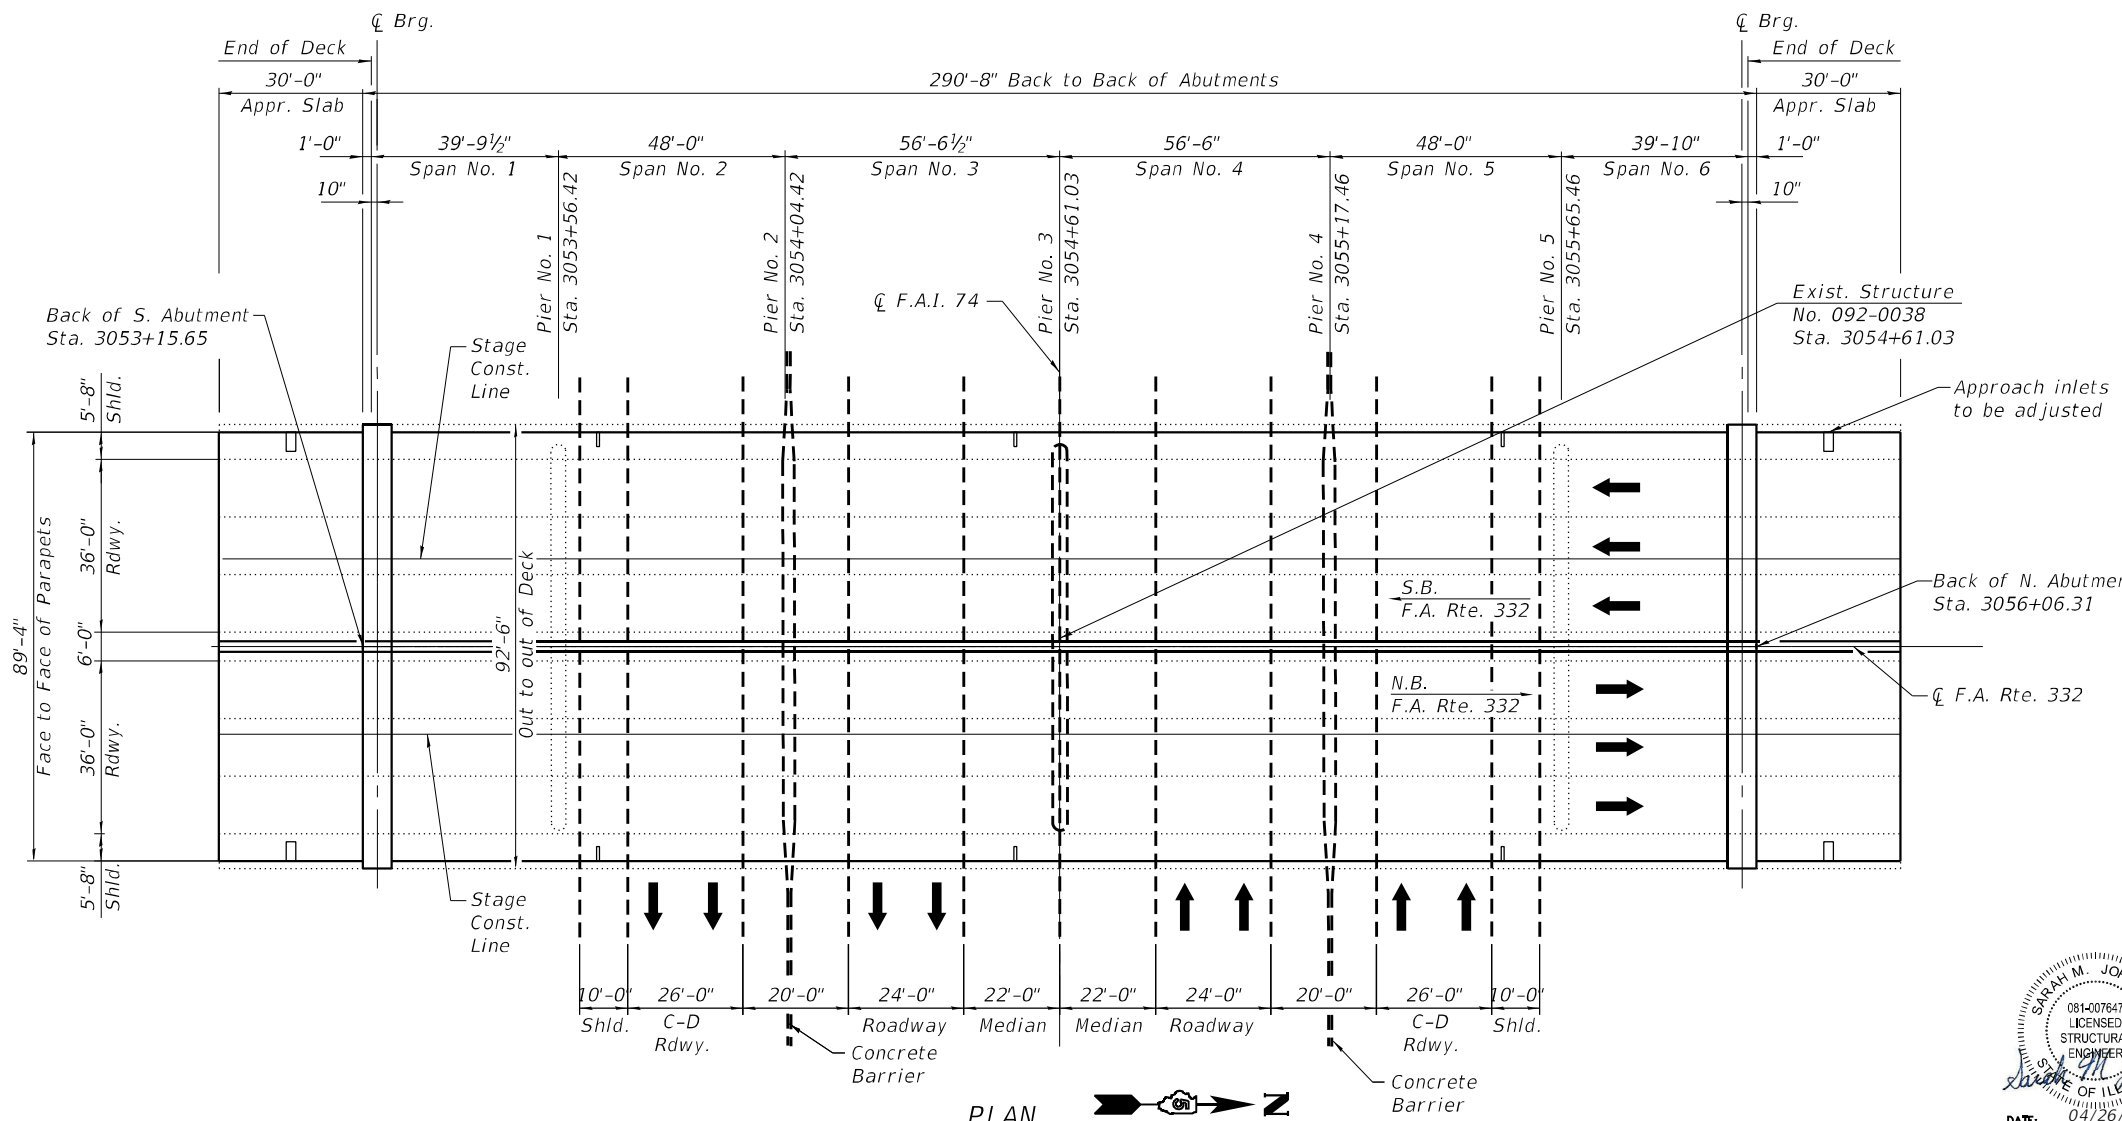 ℄ Brg.
℄ Brg.
End of Deck
End of Deck
30'-0"
290'-8" Back to Back of Abutments
30'-0"
Appr. Slab
Appr. Slab
1'-0"
39'-9½"
48'-0"
56'-6½"
56'-6"
48'-0"
39'-10"
1'-0"
Span No. 1
Span No. 2
Span No. 3
Span No. 4
Span No. 5
Span No. 6
10"
10"
Pier No. 1
Sta. 3053+56.42
Pier No. 2
Sta. 3054+04.42
Pier No. 3
Sta. 3054+61.03
Pier No. 4
Sta. 3055+17.46
Pier No. 5
Sta. 3055+65.46
℄ F.A.I. 74
Exist. Structure
No. 092-0038
Sta. 3054+61.03
Back of S. Abutment
Sta. 3053+15.65
Stage
Const.
Line
Approach inlets
to be adjusted
5'-8"
Shld.
36'-0"
Rdwy.
6'-0"
36'-0"
Rdwy.
5'-8"
Shld.
89'-4"
Face to Face of Parapets
92'-6"
Out to out of Deck
S.B.
F.A. Rte. 332
Back of N. Abutmen
Sta. 3056+06.31
N.B.
F.A. Rte. 332
℄ F.A. Rte. 332
Stage
Const.
Line
10'-0"
26'-0"
20'-0"
24'-0"
22'-0"
22'-0"
24'-0"
20'-0"
26'-0"
10'-0"
Shld.
C-D
Rdwy.
Roadway
Median
Median
Roadway
C-D
Rdwy.
Shld.
Concrete
Barrier
Concrete
Barrier
PLAN
5
N
SARAH M.
081-00764
LICENSED
STRUCTURA
ENGINEER
STATE OF IL
DATE:
04/26/